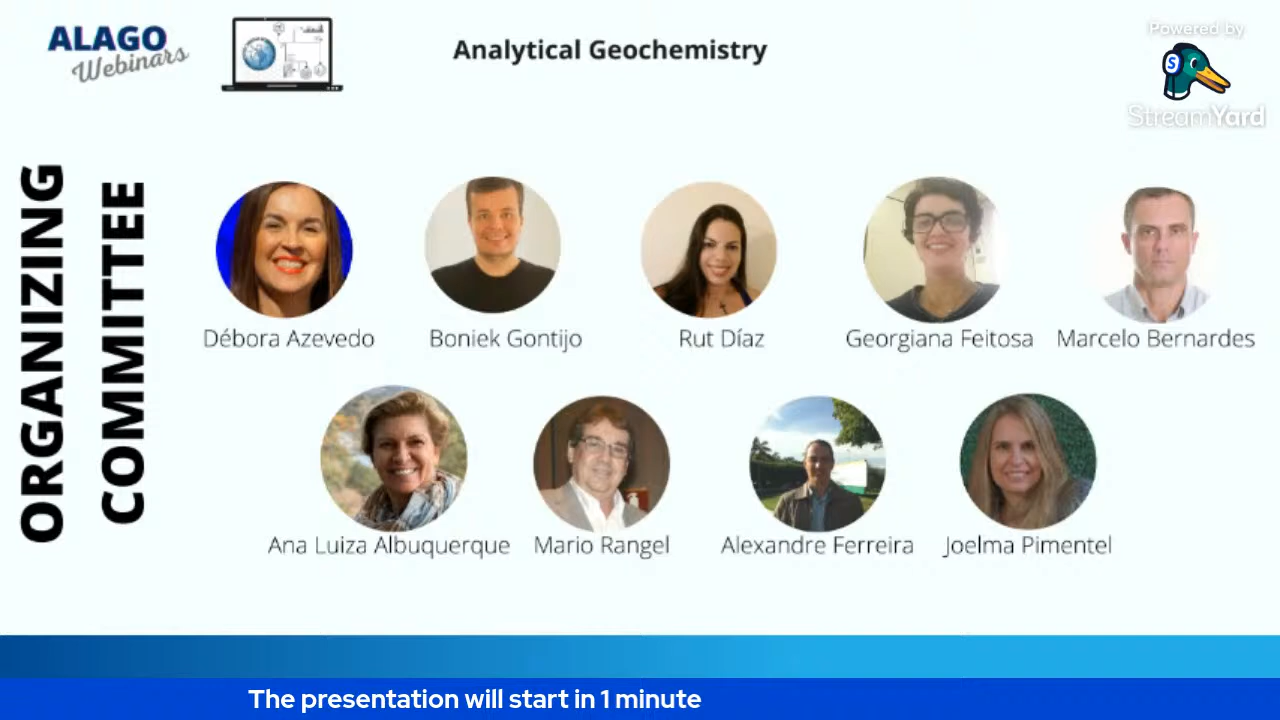 ALAGO
Webinars
Analytical Geochemistry
Powered by
S
StreamYard
ORGANIZING
COMMITTEE
Débora Azevedo
Boniek Gontijo
Rut Díaz
Georgiana Feitosa
Marcelo Bernardes
Ana Luiza Albuquerque
Mario Rangel
Alexandre Ferreira
Joelma Pimentel
The presentation will start in 1 minute